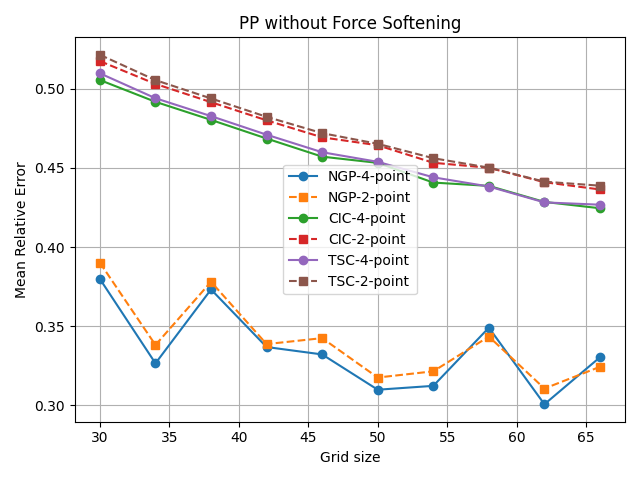 PP without Force Softening
Mean Relative Error
0.50
0.45
0.40
0.35
0.30
NGP-4-point
NGP-2-point
CIC-4-point
CIC-2-point
TSC-4-point
TSC-2-point
30 35 40 45 50 55 60 65
Grid size